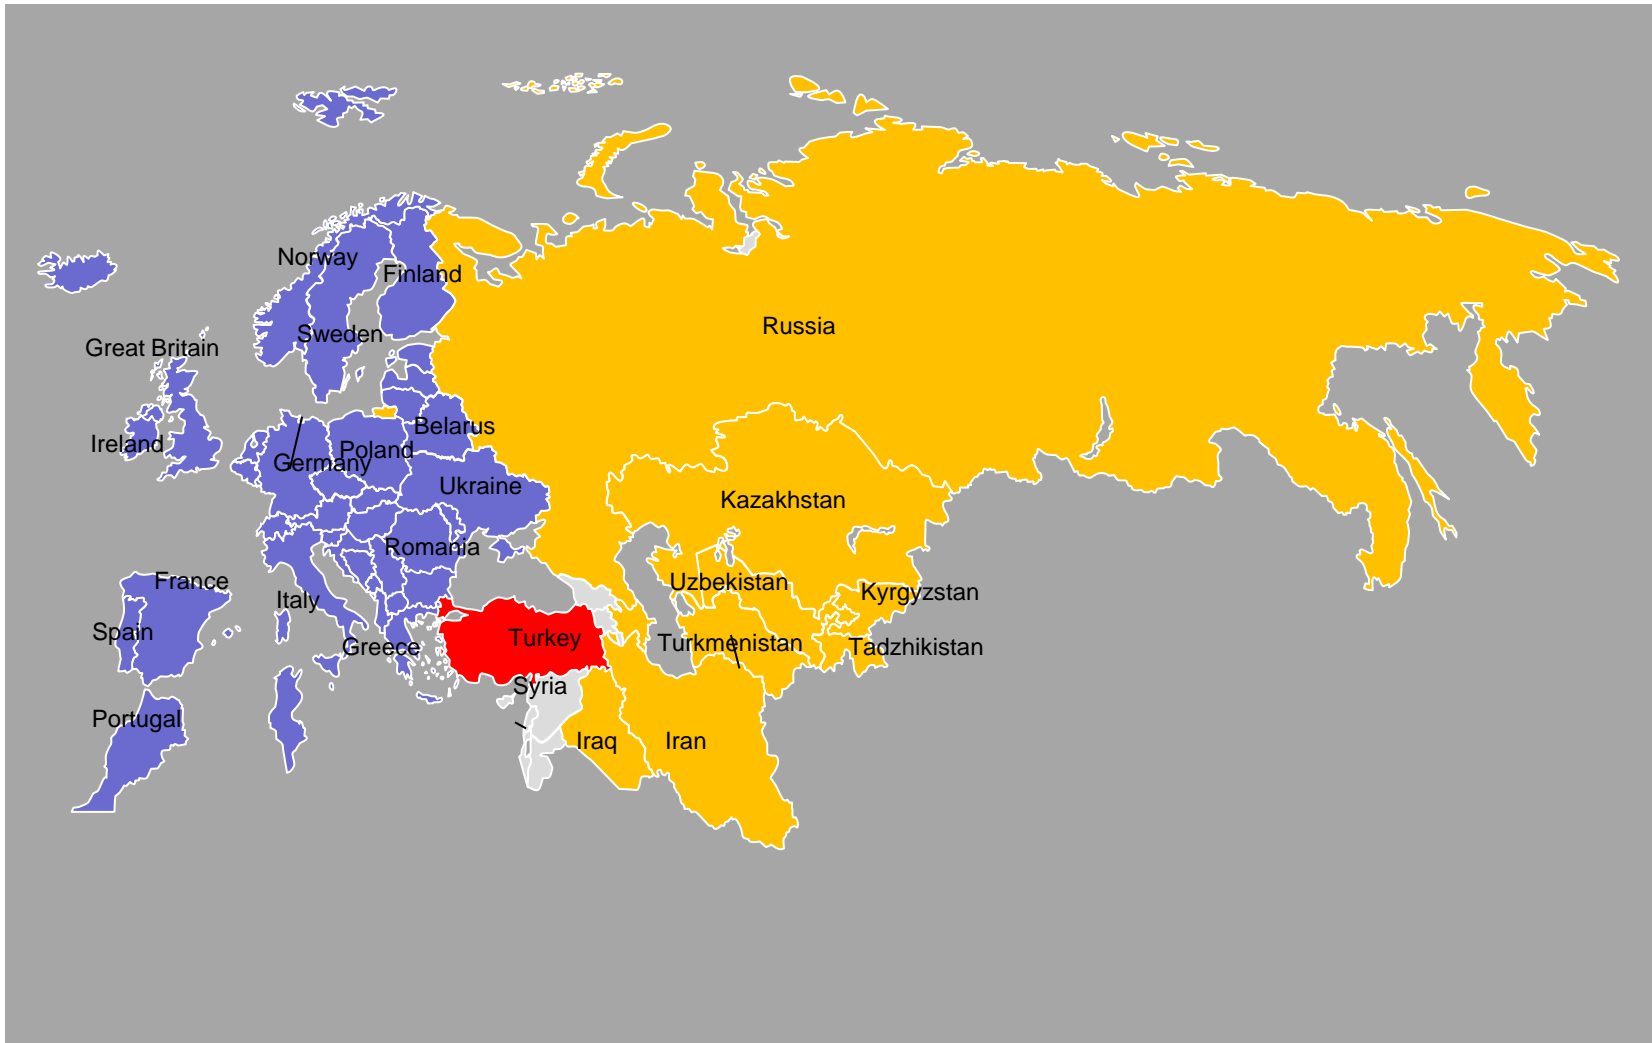 Norway
Finland
Russia
Sweden
Great Britain
Belarus
Ireland
Poland
Germany
Ukraine
Kazakhstan
Romania
France
Uzbekistan
Kyrgyzstan
Italy
Spain
Turkey
Greece
Turkmenistan
Tadzhikistan
Syria
Portugal
Iraq
Iran